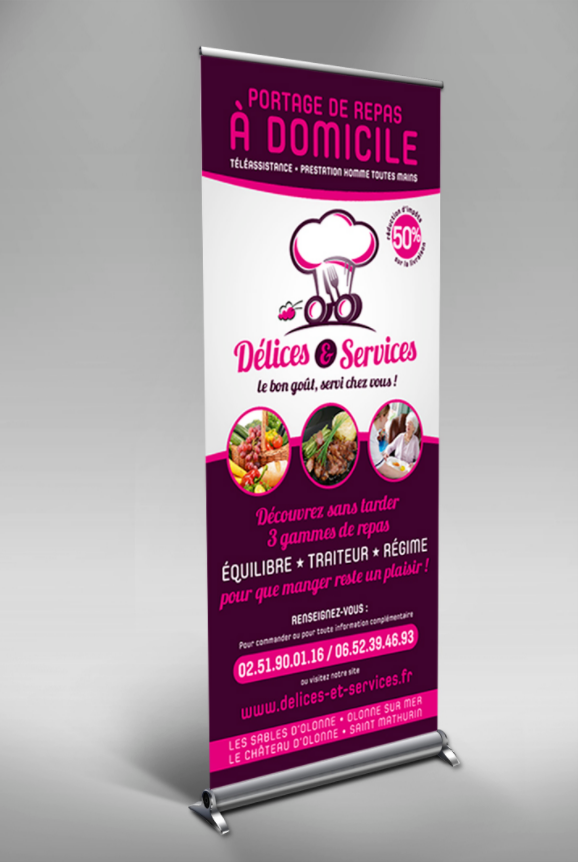 PORTAGE DE REPAS
À DOMICILE
TÉLÉASSISTANCE • PRESTATION HOMME TOUTES MAINS
réduction d'impôts
50%
sur la livraison
Délices & Services
le bon goût, servi chez vous !
Découvrez sans tarder
3 gammes de repas
ÉQUILIBRE ★ TRAITEUR ★ RÉGIME
pour que manger reste un plaisir !
RENSEIGNEZ-VOUS :
Pour commander ou pour toute information complémentaire
02.51.90.01.16 / 06.52.39.46.93
ou visitez notre site
www.delices-et-services.fr
LES SABLES D'OLONNE • OLONNE SUR MER
LE CHÂTEAU D'OLONNE • SAINT MATHURIN